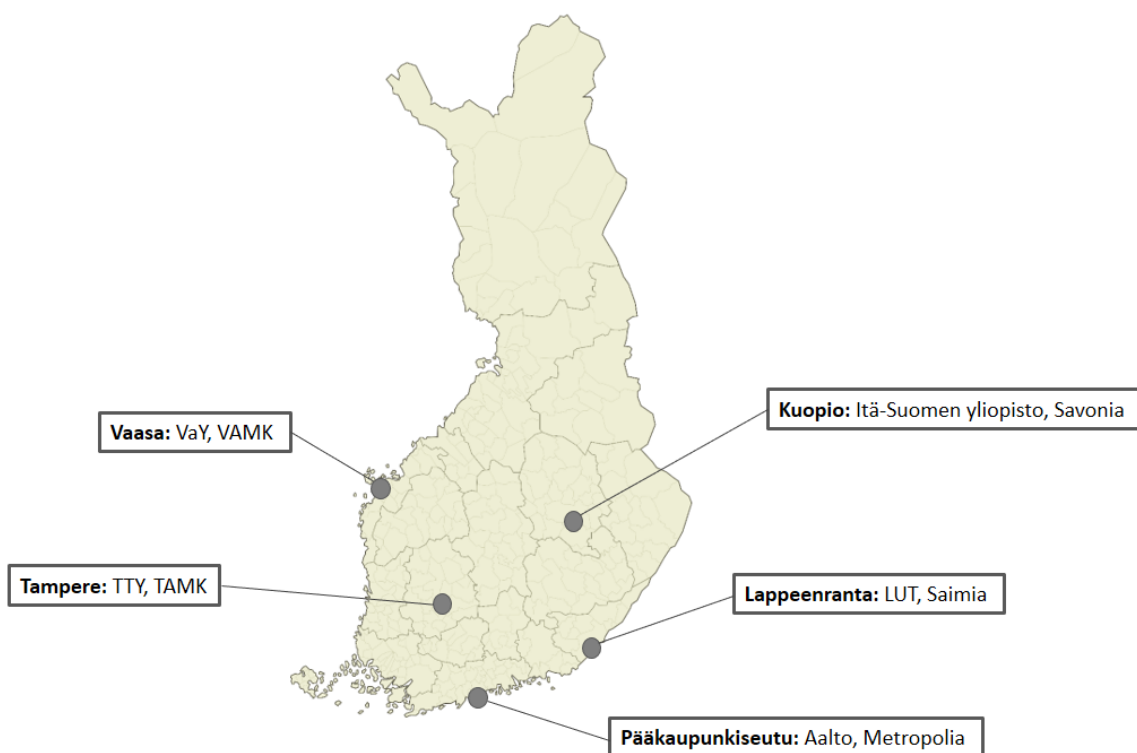 Kuopio: Itä-Suomen yliopisto, Savonia
Vaasa: VaY, VAMK
Tampere: TTY, TAMK
Lappeenranta: LUT, Saimia
Pääkaupunkiseutu: Aalto, Metropolia